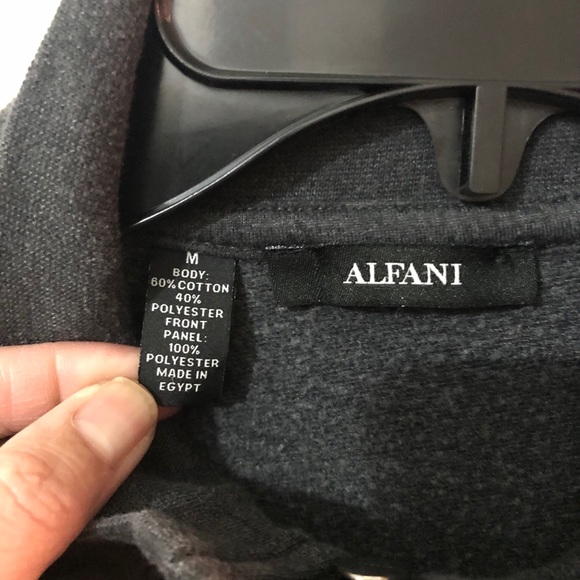 M
BODY:
60%COTTON
40%
POLYESTER
FRONT
PANEL:
100%
POLYESTER
MADE IN
EGYPT
ALFANI